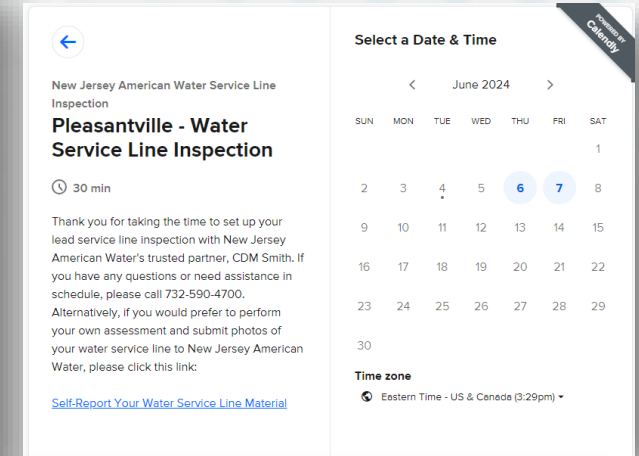 New Jersey American Water Service Line
Inspection
Pleasantville - Water
Service Line Inspection
30 min
Thank you for taking the time to set up your
lead service line inspection with New Jersey
American Water's trusted partner, CDM Smith. If
you have any questions or need assistance in
schedule, please call 732-590-4700.
Alternatively, if you would prefer to perform
your own assessment and submit photos of
your water service line to New Jersey American
Water, please click this link:
Self-Report Your Water Service Line Material
Select a Date & Time
POWERED BY
Calendly
June 2024
SUN MON TUE WED THU FRI SAT
1
2 3 4 5 6 7 8
9 10 11 12 13 14 15
16 17 18 19 20 21 22
23 24 25 26 27 28 29
30
Time zone
Eastern Time - US & Canada (3:29pm)